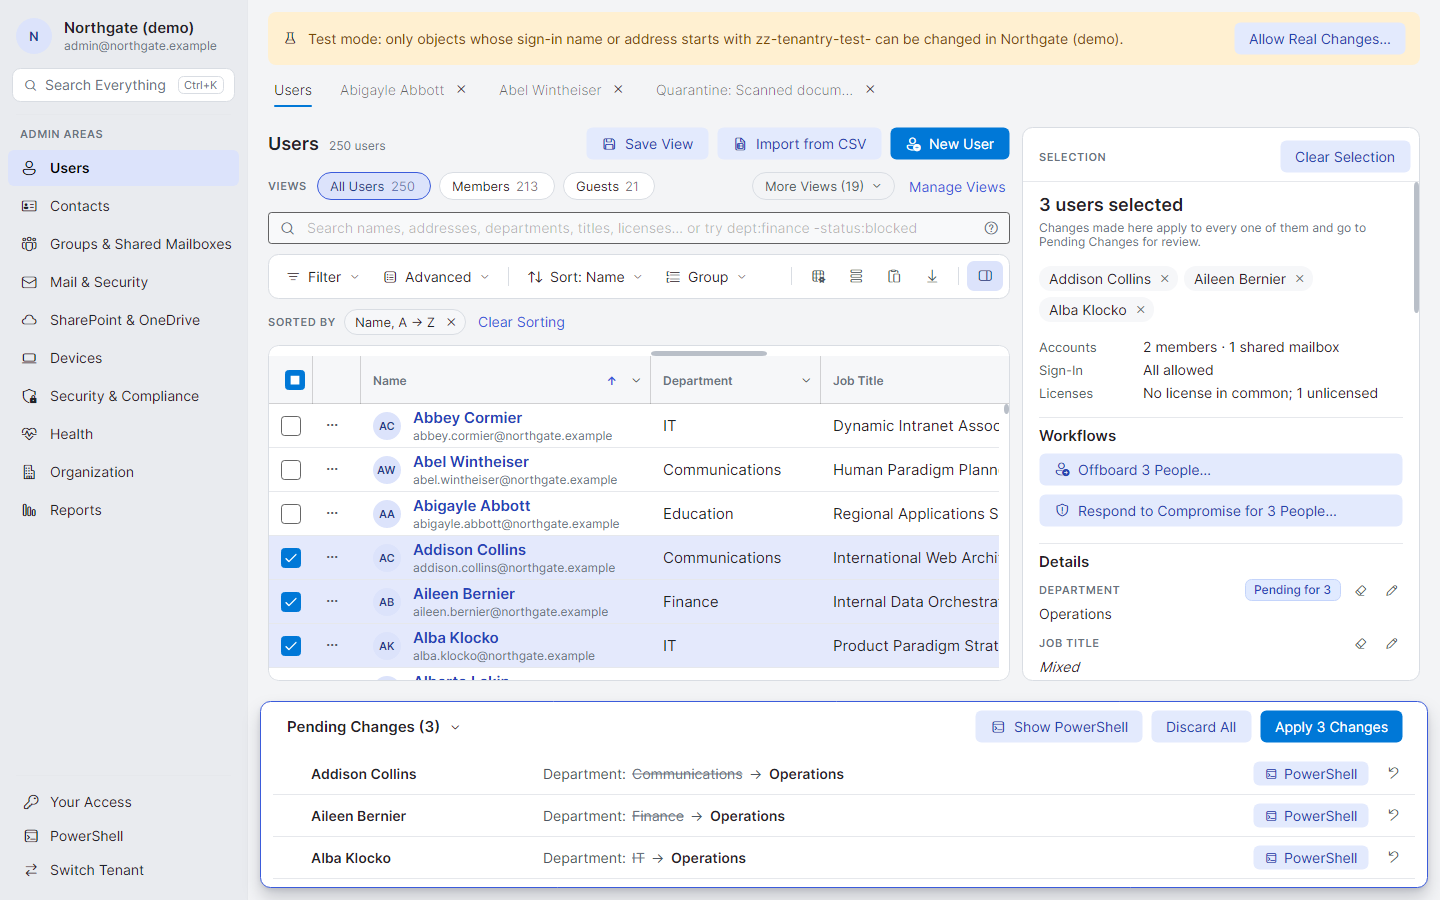 N
Northgate (demo)
admin@northgate.example
Search Everything
Ctrl+K
ADMIN AREAS
Users
Contacts
Groups & Shared Mailboxes
Mail & Security
SharePoint & OneDrive
Devices
Security & Compliance
Health
Organization
Reports
Your Access
PowerShell
Switch Tenant
Test mode: only objects whose sign-in name or address starts with zz-tenantry-test- can be changed in Northgate (demo).
Allow Real Changes...
Users
Abigayle Abbott
Abel Wintheiser
Quarantine: Scanned docum...
Users 250 users
Save View
Import from CSV
New User
VIEWS
All Users 250
Members 213
Guests 21
More Views (19)
Manage Views
Search names, addresses, departments, titles, licenses... or try dept:finance -status:blocked
Filter
Advanced
Sort: Name
Group
SORTED BY
Name, A → Z
Clear Sorting
Name
Department
Job Title
AC
Abbey Cormier
abbey.cormier@northgate.example
IT
Dynamic Intranet Assoc
AW
Abel Wintheiser
abel.wintheiser@northgate.example
Communications
Human Paradigm Plann
AA
Abigayle Abbott
abigayle.abbott@northgate.example
Education
Regional Applications S
AC
Addison Collins
addison.collins@northgate.example
Communications
International Web Archi
AB
Aileen Bernier
aileen.bernier@northgate.example
Finance
Internal Data Orchestra
AK
Alba Klocko
alba.klocko@northgate.example
IT
Product Paradigm Strat
SELECTION
Clear Selection
3 users selected
Changes made here apply to every one of them and go to
Pending Changes for review.
Addison Collins
Aileen Bernier
Alba Klocko
Accounts 2 members · 1 shared mailbox
Sign-In All allowed
Licenses No license in common; 1 unlicensed
Workflows
Offboard 3 People...
Respond to Compromise for 3 People...
Details
DEPARTMENT
Pending for 3
Operations
JOB TITLE
Mixed
Pending Changes (3)
Show PowerShell
Discard All
Apply 3 Changes
Addison Collins
Department: Communications → Operations
PowerShell
Aileen Bernier
Department: Finance → Operations
PowerShell
Alba Klocko
Department: IT → Operations
PowerShell